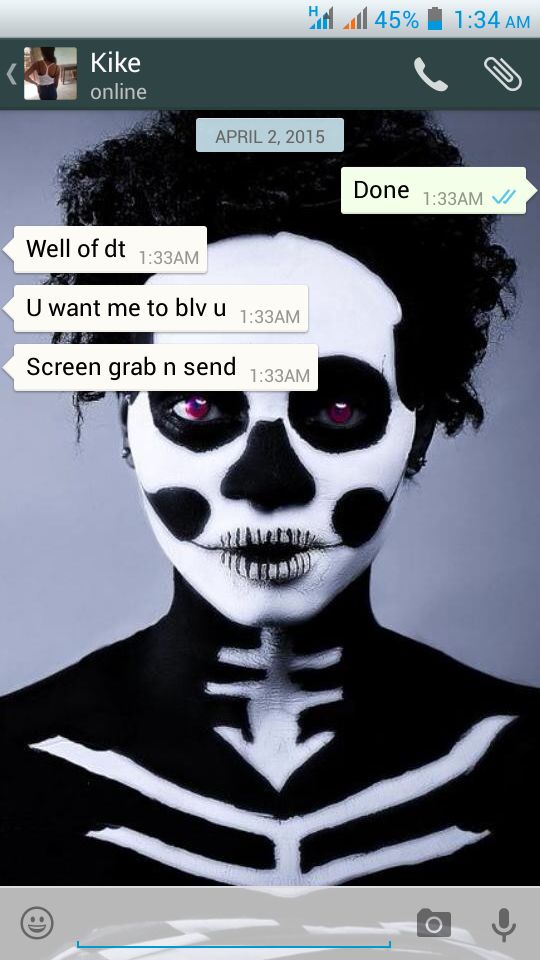 H 45% 1:34 AM
Kike
online
APRIL 2, 2015
Done 1:33AM
Well of dt 1:33AM
U want me to blv u 1:33AM
Screen grab n send 1:33AM